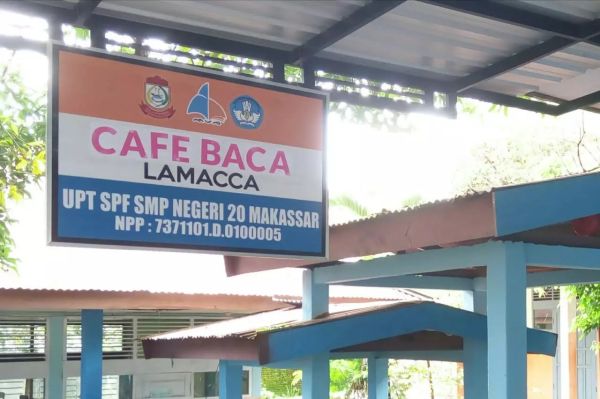 CAFE BACA
LAMACCA
UPT SPF SMP NEGERI 20 MAKASSAR
NPP : 7371101.D.0100005